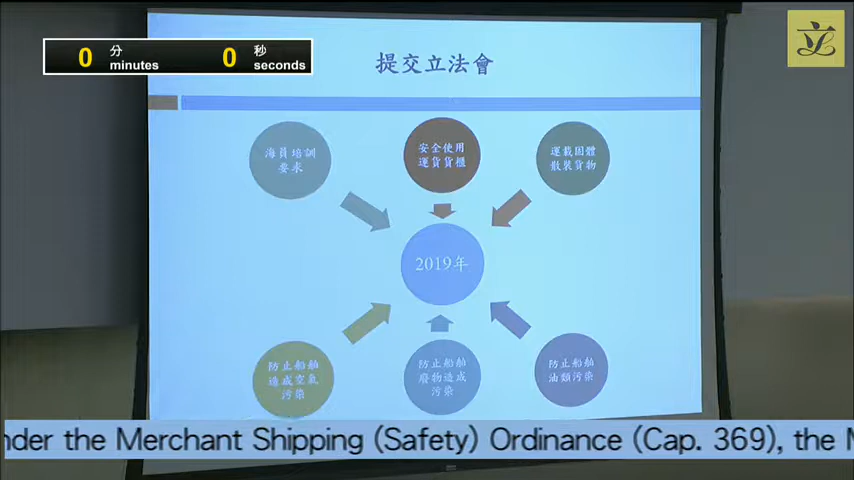 0 分 minutes 0 秒 seconds
提交立法會
海員培訓
要求
安全使用
運貨貨櫃
運載固體
散裝貨物
2019年
防止船舶
造成空氣
污染
防止船舶
廢物造成
污染
防止船舶
油類污染
nder the Merchant Shipping (Safety) Ordinance (Cap. 369), the